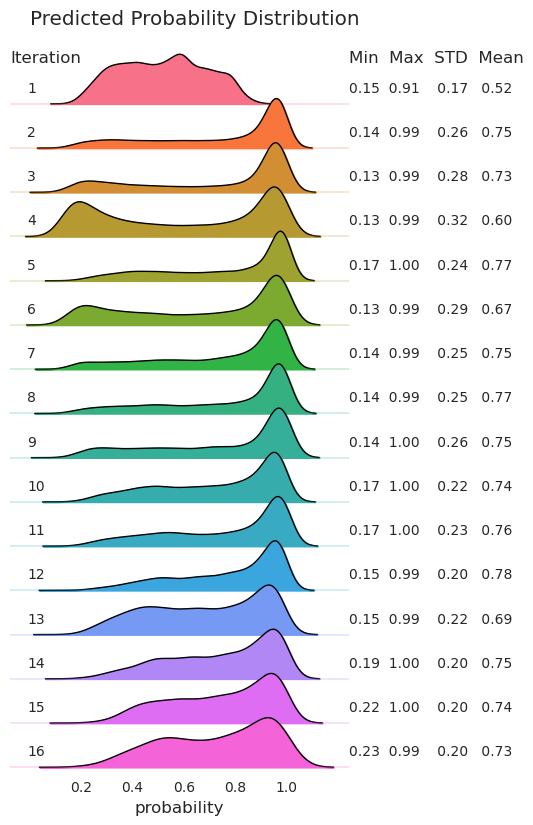 Predicted Probability Distribution
Iteration Min Max STD Mean
1 0.15 0.91 0.17 0.52
2 0.14 0.99 0.26 0.75
3 0.13 0.99 0.28 0.73
4 0.13 0.99 0.32 0.60
5 0.17 1.00 0.24 0.77
6 0.13 0.99 0.29 0.67
7 0.14 0.99 0.25 0.75
8 0.14 0.99 0.25 0.77
9 0.14 1.00 0.26 0.75
10 0.17 1.00 0.22 0.74
11 0.17 1.00 0.23 0.76
12 0.15 0.99 0.20 0.78
13 0.15 0.99 0.22 0.69
14 0.19 1.00 0.20 0.75
15 0.22 1.00 0.20 0.74
16 0.23 0.99 0.20 0.73
0.2 0.4 0.6 0.8 1.0
probability